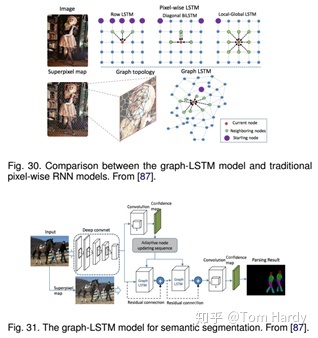 Image
Pixel-wise LSTM
Row LSTM
Diagonal BiLSTM
Local-Global LSTM
Superpixel map
Graph topology
Graph LSTM
Current node
Neighboring nodes
Starting node
Fig. 30. Comparison between the graph-LSTM model and traditional
pixel-wise RNN models. From [87].
Convolution
Confidence
map
Input
Deep convnet
Adaptive node
updating sequence
Convolution
Confidence
map
Parsing Result
Superpixel
map
Graph
LSTM
Graph
LSTM
Residual connection
Residual connection
知乎 @Tom Hardy
Fig. 31. The graph-LSTM model for semantic segmentation. From [87].